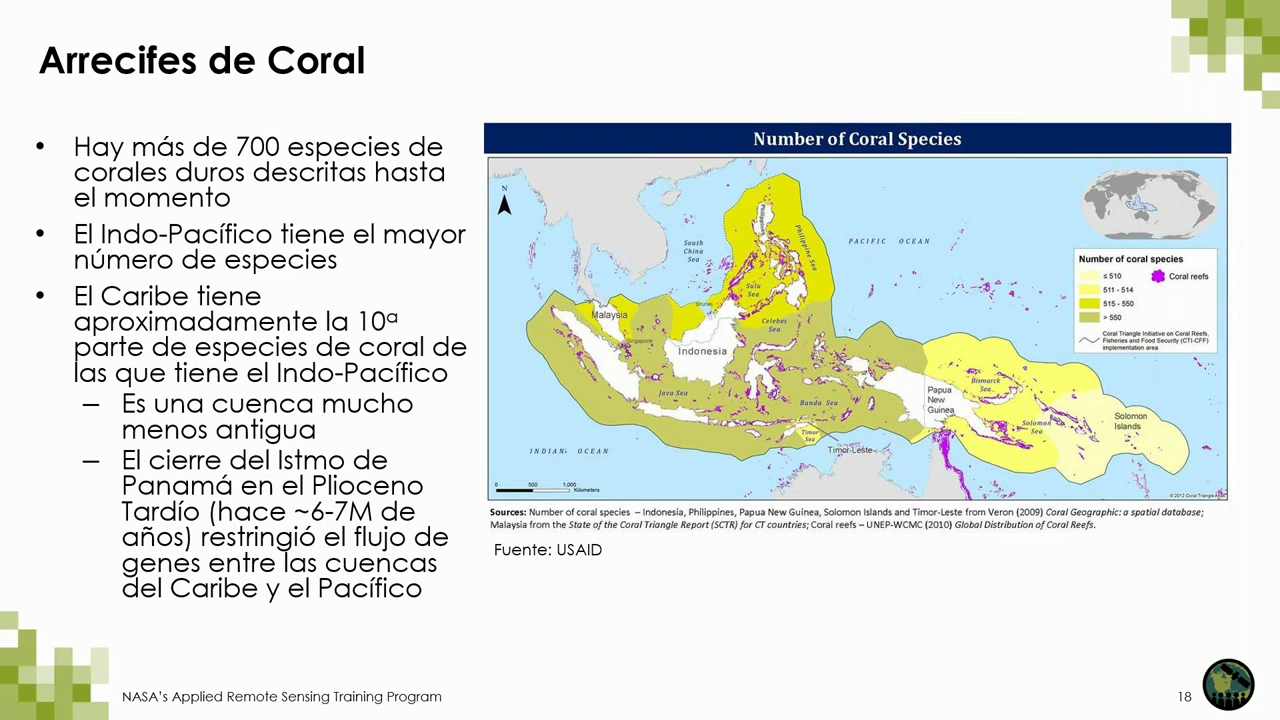 Arrecifes de Coral
• Hay más de 700 especies de
corales duros descritas hasta
el momento
• El Indo-Pacífico tiene el mayor
número de especies
• El Caribe tiene
aproximadamente la 10ª
parte de especies de coral de
las que tiene el Indo-Pacífico
– Es una cuenca mucho
menos antigua
– El cierre del Istmo de
Panamá en el Plioceno
Tardío (hace ~6-7M de
años) restringió el flujo de
genes entre las cuencas
del Caribe y el Pacífico
Number of Coral Species
N
South
China
Sea
Philippines
Philippine Sea
PACIFIC OCEAN
Sulu
Sea
Brunei
Malaysia
Singapore
Celebes
Sea
Indonesia
Java Sea
Banda Sea
Timor
Sea
Timor-Leste
INDIAN OCEAN
Papua
New
Guinea
Bismarck
Sea
Solomon
Sea
Solomon
Islands
Number of coral species
≤ 510
Coral reefs
511 - 514
515 - 550
> 550
Coral Triangle Initiative on Coral Reefs,
Fisheries and Food Security (CTI-CFF)
implementation area
0 500 1,000
Kilometers
Sources: Number of coral species – Indonesia, Philippines, Papua New Guinea, Solomon Islands and Timor-Leste from Veron (2009) Coral Geographic: a spatial database;
Malaysia from the State of the Coral Triangle Report (SCTR) for CT countries; Coral reefs – UNEP-WCMC (2010) Global Distribution of Coral Reefs.
Fuente: USAID
NASA's Applied Remote Sensing Training Program
18